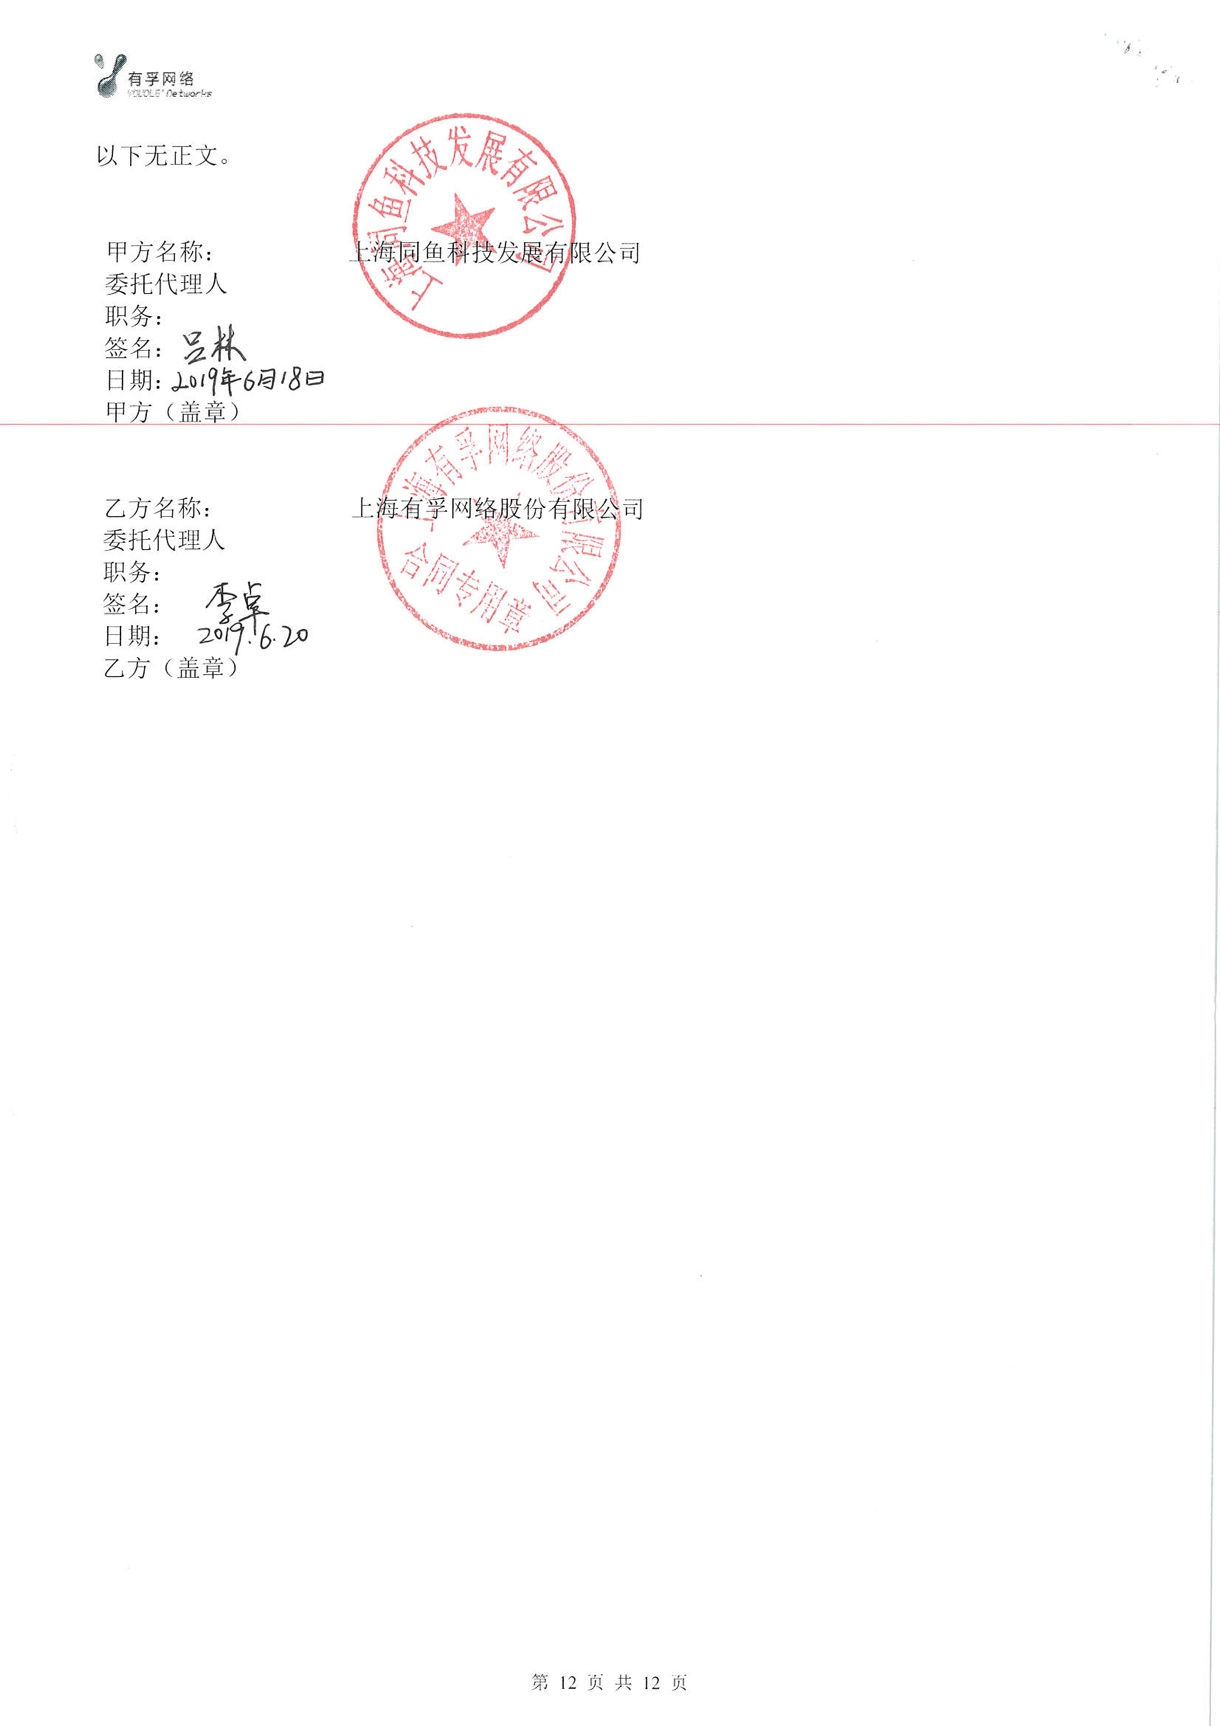 有孚网络
YOVOLE Networks
以下无正文。
上海同鱼科技发展有限公司
甲方名称： 上海同鱼科技发展有限公司
委托代理人
职务：
签名：吕林
日期：2019年6月18日
甲方（盖章）
上海有孚网络股份有限公司
合同专用章
乙方名称： 上海有孚网络股份有限公司
委托代理人
职务：
签名： 李卓
日期： 2019.6.20
乙方（盖章）
第 12 页 共 12 页